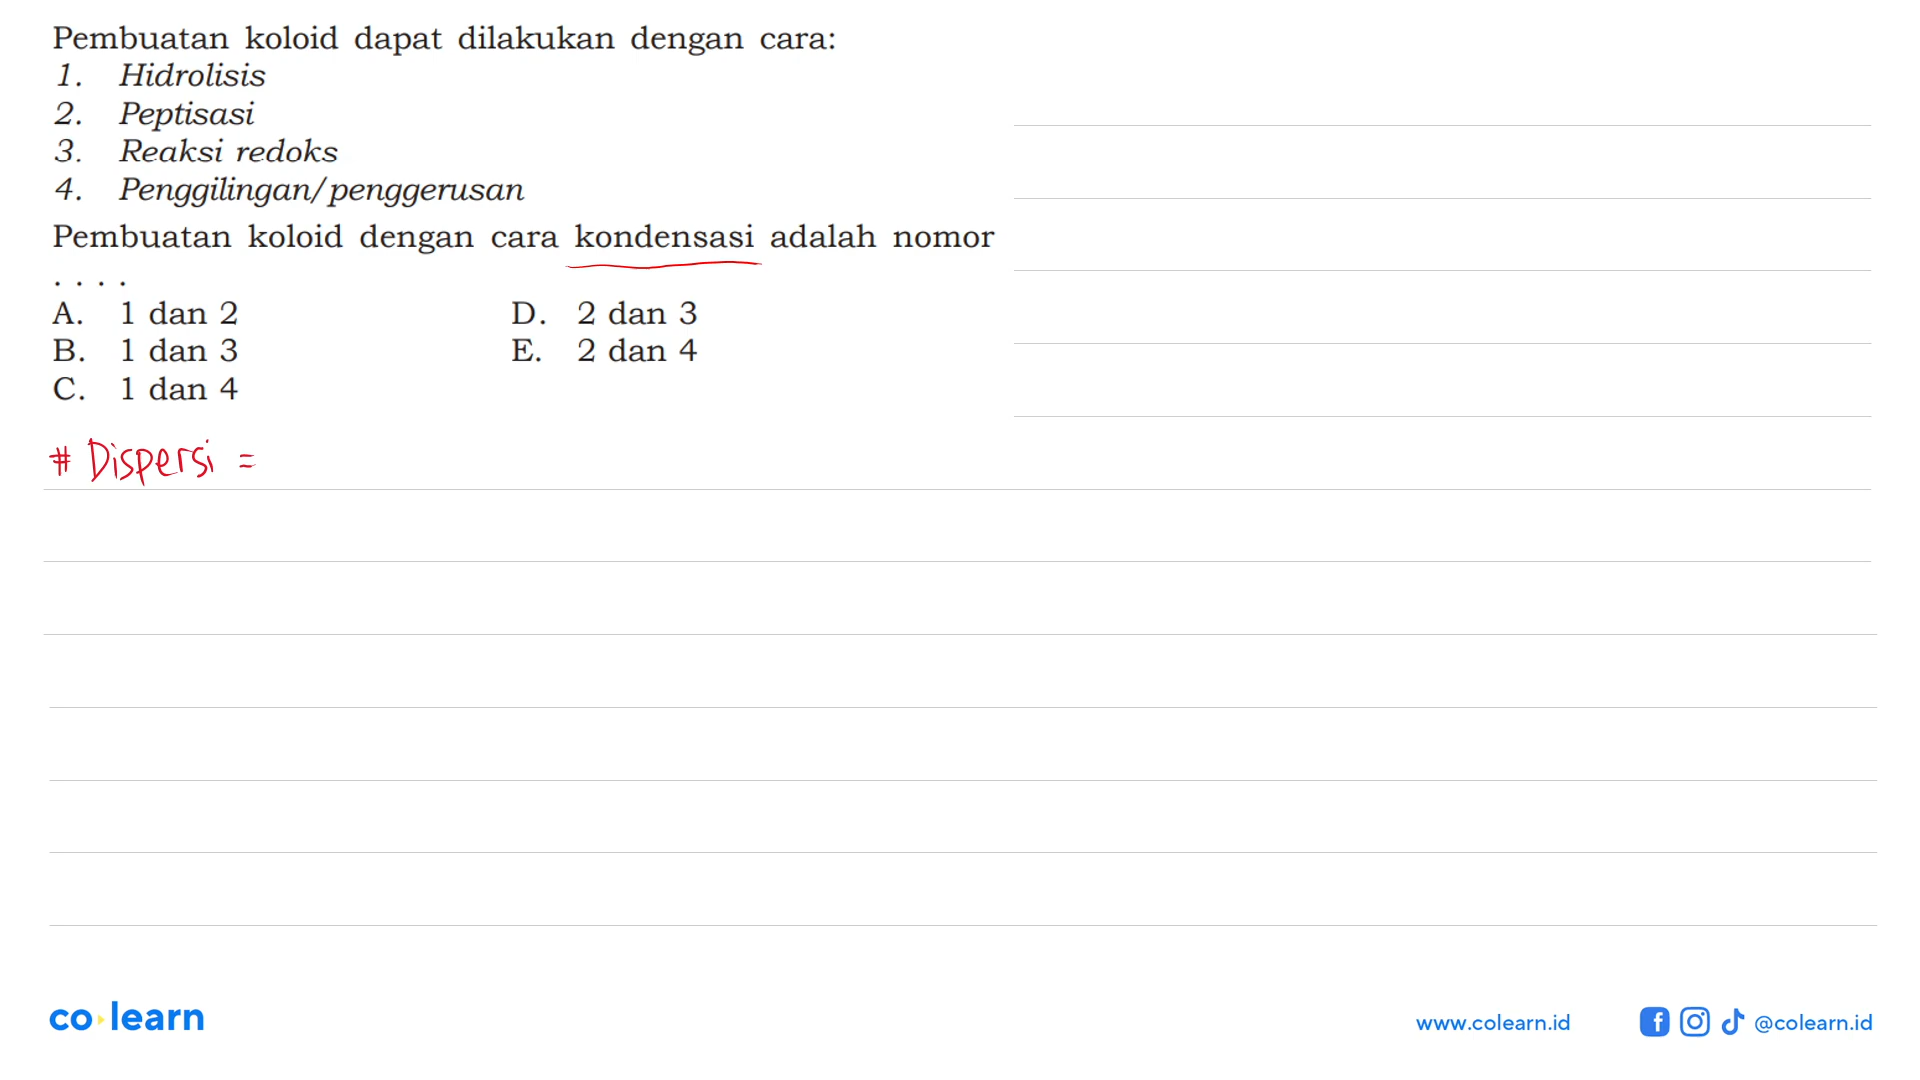 Pembuatan koloid dapat dilakukan dengan cara:
1. Hidrolisis
2. Peptisasi
3. Reaksi redoks
4. Penggilingan/penggerusan
Pembuatan koloid dengan cara kondensasi adalah nomor
. . . .
A. 1 dan 2
B. 1 dan 3
C. 1 dan 4
D. 2 dan 3
E. 2 dan 4
# Dispersi =
co learn
www.colearn.id
@colearn.id